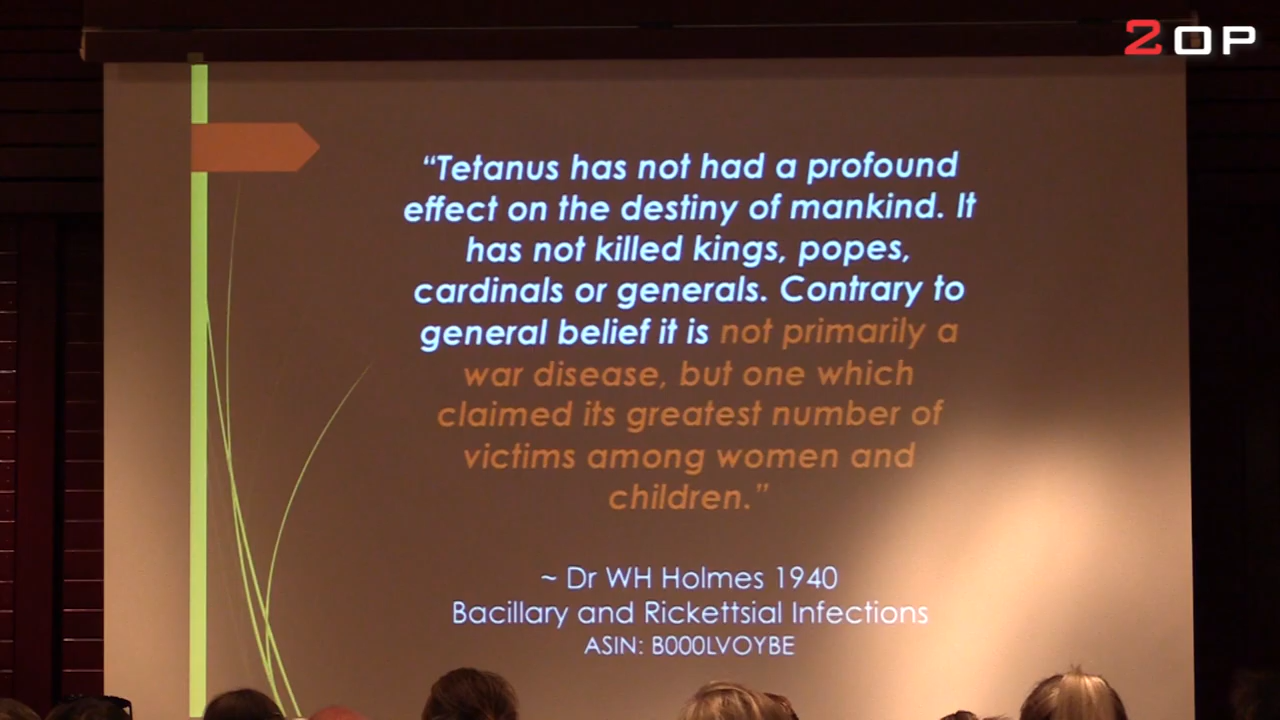 2 OP
“Tetanus has not had a profound
effect on the destiny of mankind. It
has not killed kings, popes,
cardinals or generals. Contrary to
general belief it is not primarily a
war disease, but one which
claimed its greatest number of
victims among women and
children.”
~ Dr WH Holmes 1940
Bacillary and Rickettsial Infections
ASIN: B000LVOYBE